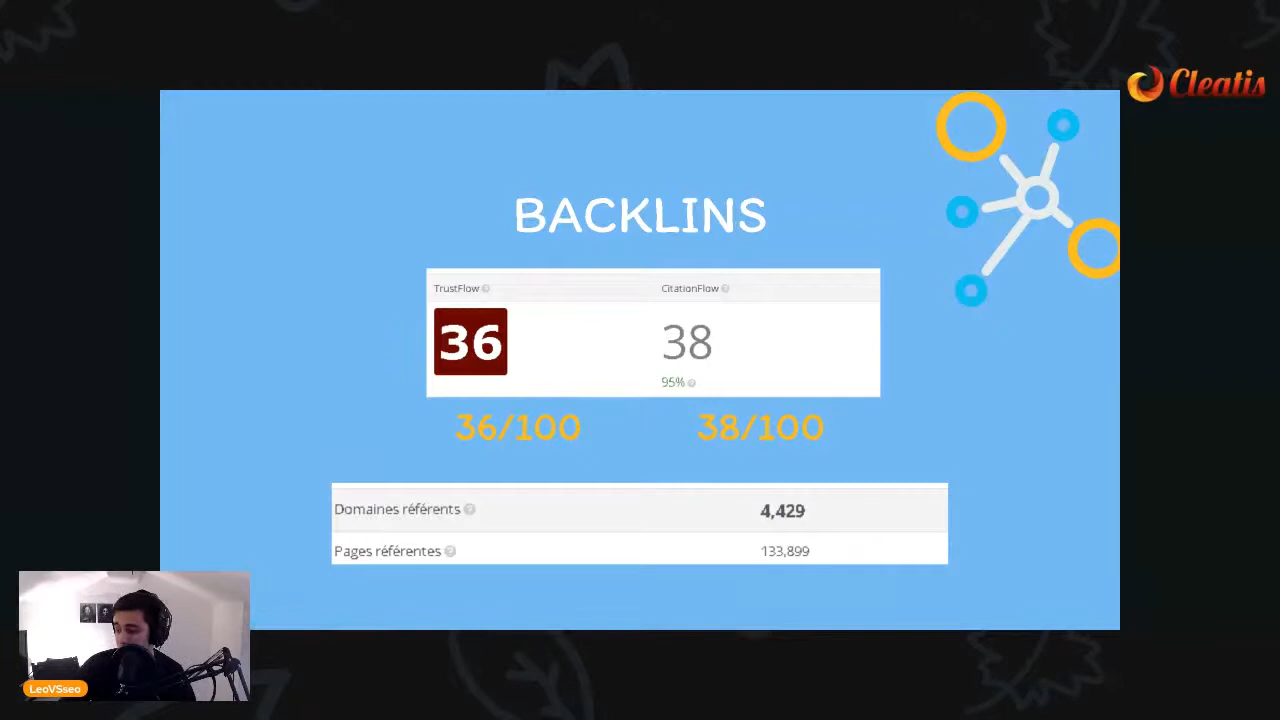 Cleatis
BACKLINS
TrustFlow CitationFlow
36 38
95%
36/100 38/100
Domaines référents 4,429
Pages référentes 133,899
LeoVSseo